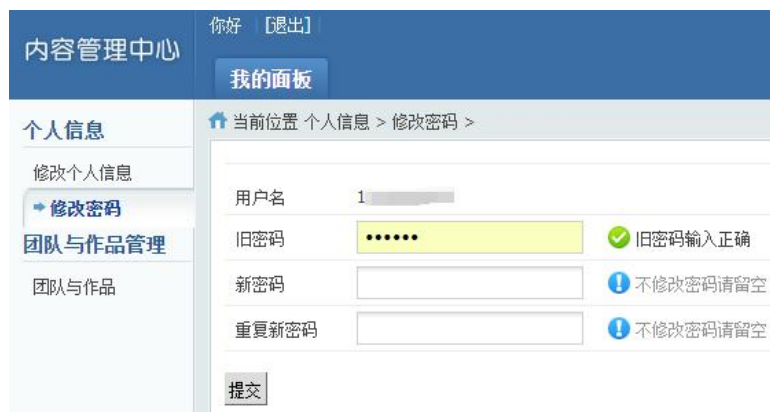 你好 [退出]
内容管理中心
我的面板
个人信息
当前位置 个人信息 > 修改密码 >
修改个人信息
修改密码
团队与作品管理
团队与作品
用户名 1
旧密码 •••••• 旧密码输入正确
新密码 不修改密码请留空
重复新密码 不修改密码请留空
提交